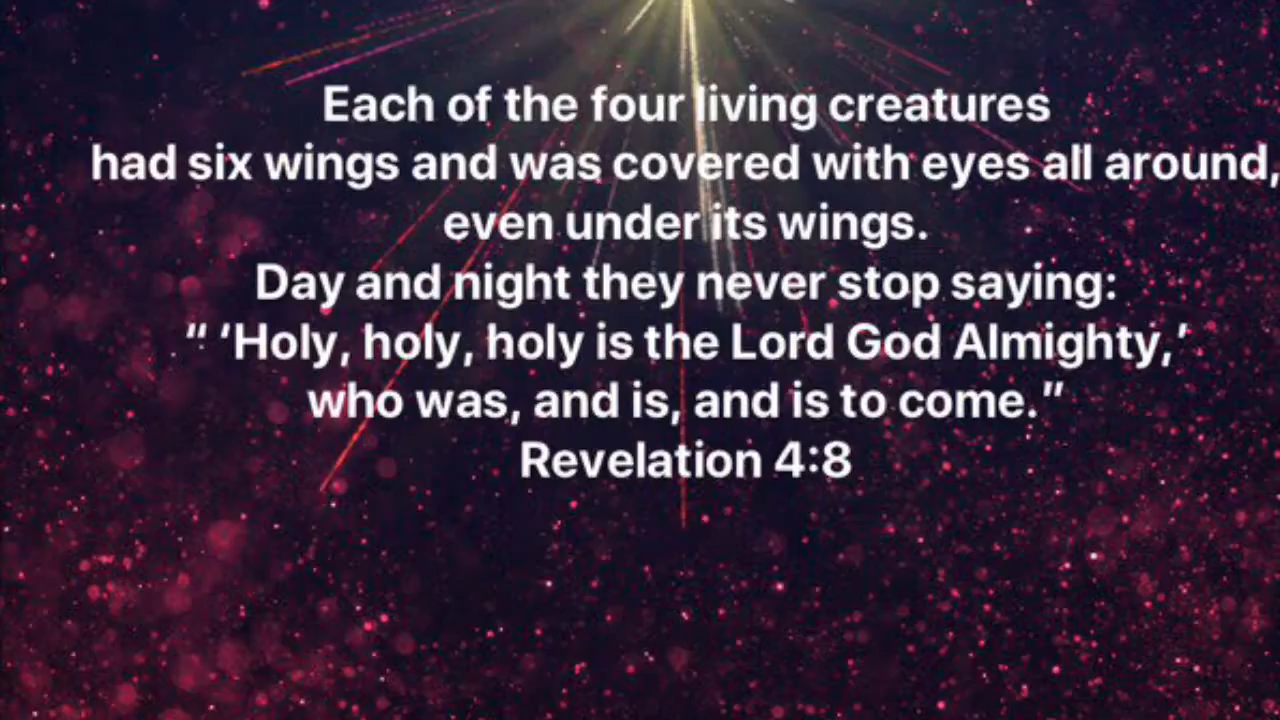 Each of the four living creatures
had six wings and was covered with eyes all around,
even under its wings.
Day and night they never stop saying:
“ ‘Holy, holy, holy is the Lord God Almighty,’
who was, and is, and is to come.”
Revelation 4:8